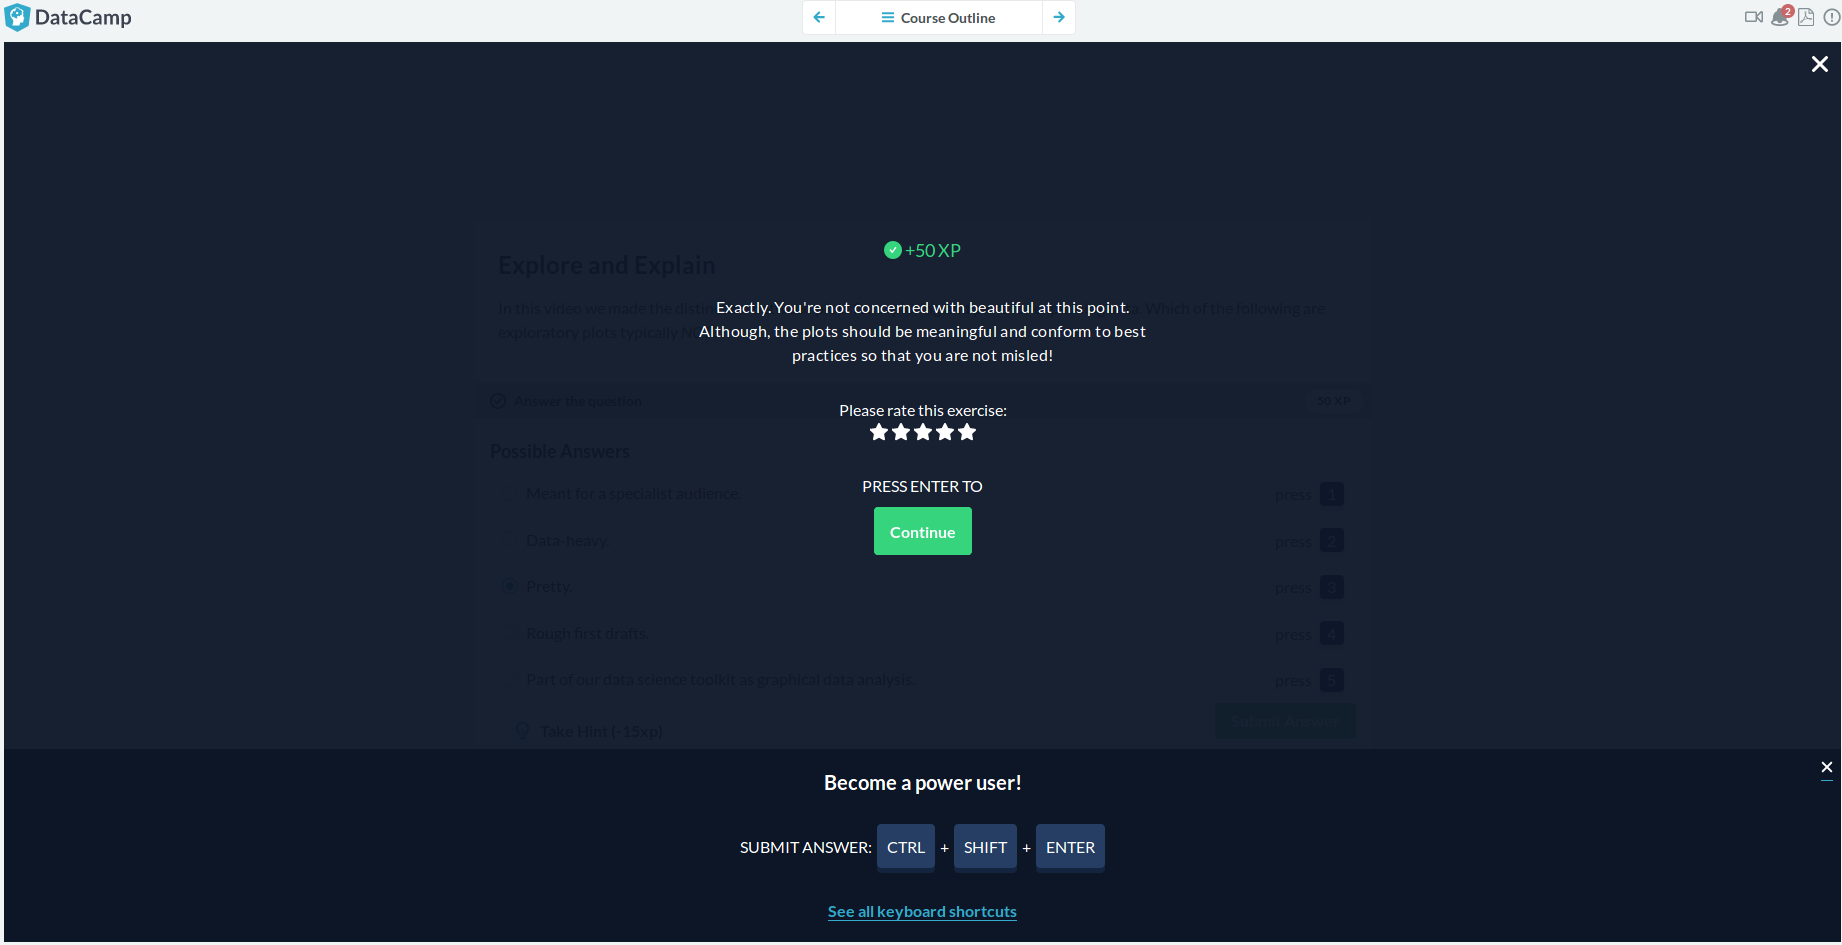 DataCamp
Course Outline
2
+50 XP
Explore and Explain
In this video we made the distin
. Which of the following are
exploratory plots typically
Exactly. You're not concerned with beautiful at this point.
Although, the plots should be meaningful and conform to best
practices so that you are not misled!
Answer the question
50 XP
Please rate this exercise:
Possible Answers
PRESS ENTER TO
Continue
Meant for a specialist audience.
press 1
Data-heavy.
press 2
Pretty.
press 3
Rough first drafts.
press 4
Part of our data science toolkit as graphical data analysis.
press 5
Submit Answer
Take Hint (-15xp)
Become a power user!
SUBMIT ANSWER: CTRL + SHIFT + ENTER
See all keyboard shortcuts